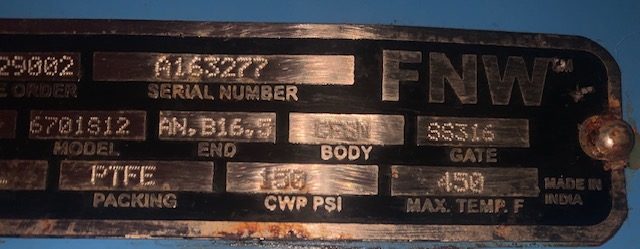 29002 A163277 FNW
E ORDER SERIAL NUMBER
6701S12 AN.B16.5 SS316
MODEL END BODY GATE
PTFE 150 450 MADE IN
PACKING CWP PSI MAX. TEMP. F INDIA